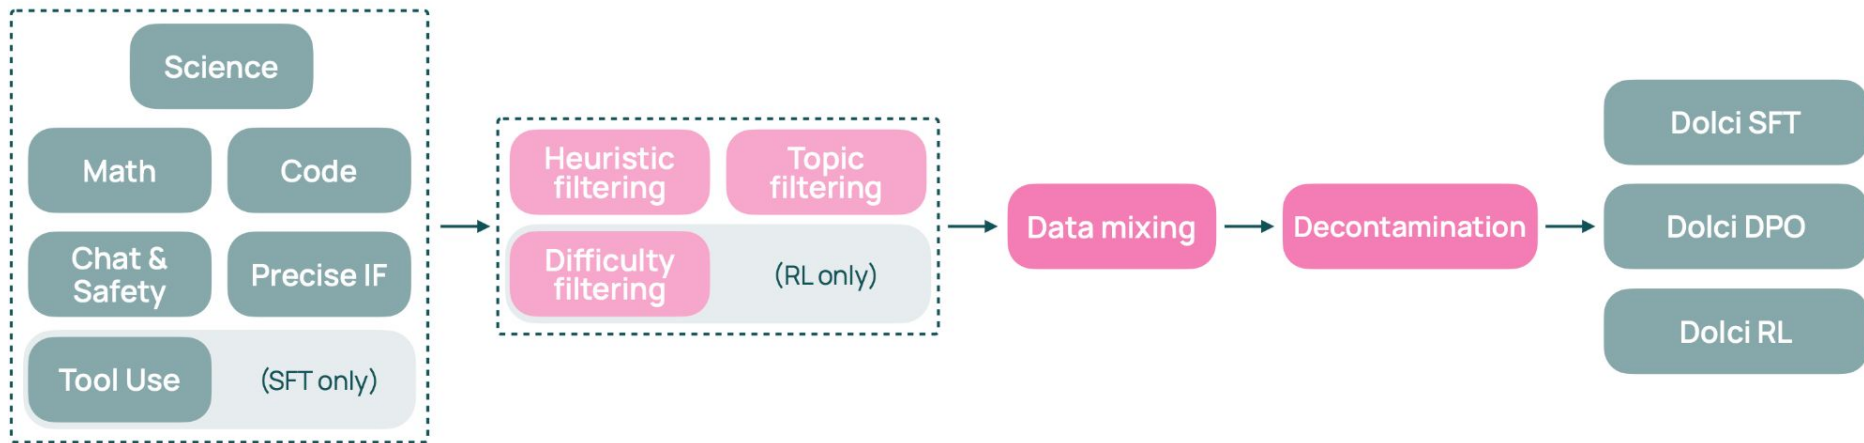 Science
Math
Code
Chat &
Safety
Precise IF
Tool Use
(SFT only)
Heuristic
filtering
Topic
filtering
Difficulty
filtering
(RL only)
Data mixing
Decontamination
Dolci SFT
Dolci DPO
Dolci RL